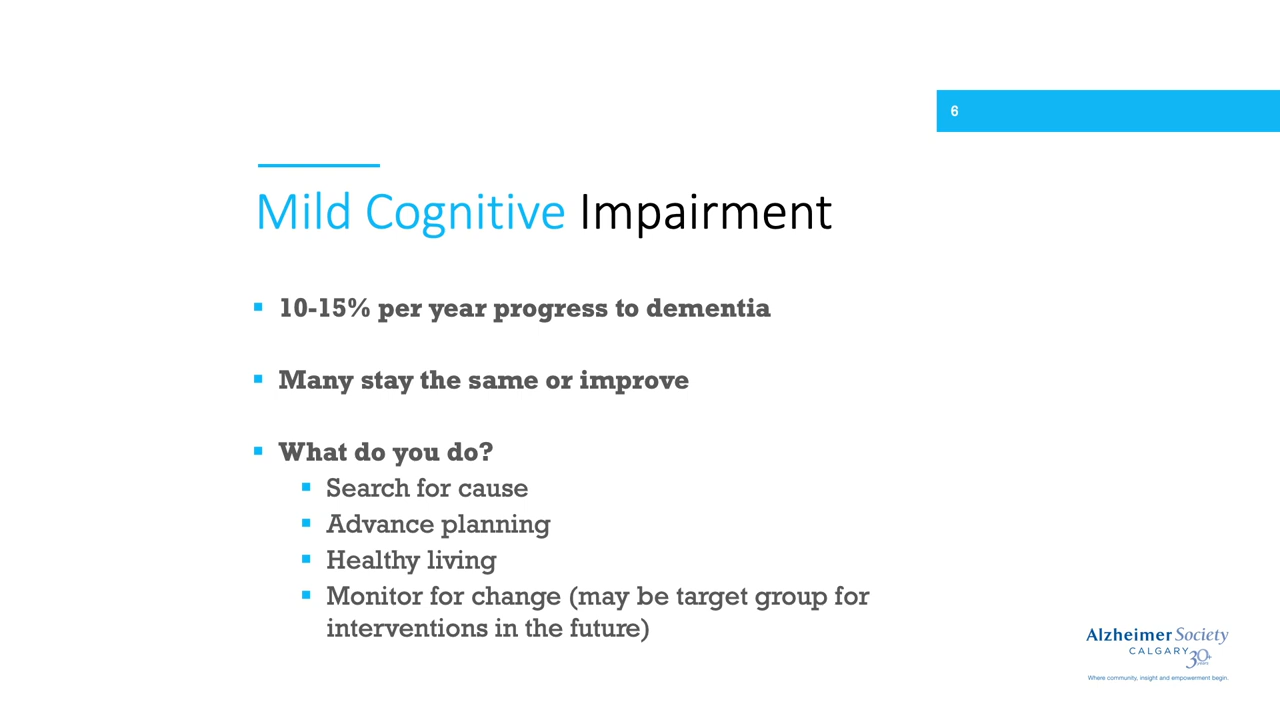 6
Mild Cognitive Impairment
10-15% per year progress to dementia
Many stay the same or improve
What do you do?
Search for cause
Advance planning
Healthy living
Monitor for change (may be target group for
interventions in the future)
Alzheimer Society
CALGARY 30+
years
Where community, insight and empowerment begin.